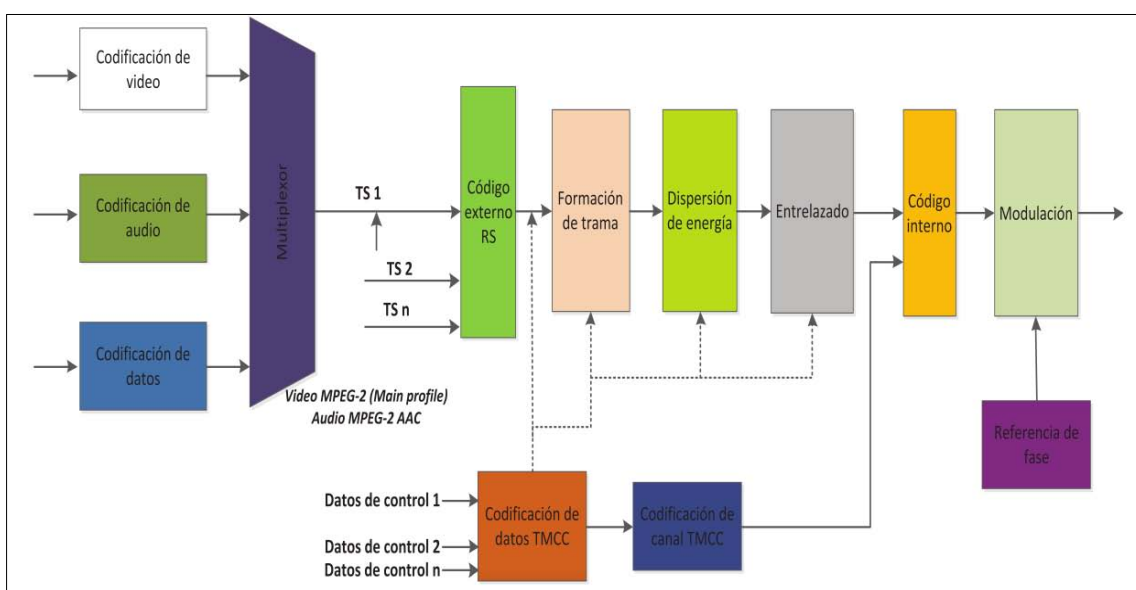 Codificación de
video
Codificación de
audio
Codificación de
datos
Multiplexor
Video MPEG-2 (Main profile)
Audio MPEG-2 AAC
TS 1
TS 2
TS n
Código
externo
RS
Formación
de trama
Dispersión
de energía
Entrelazado
Código
interno
Modulación
Referencia de
fase
Datos de control 1
Datos de control 2
Datos de control n
Codificación de
datos TMCC
Codificación de
canal TMCC